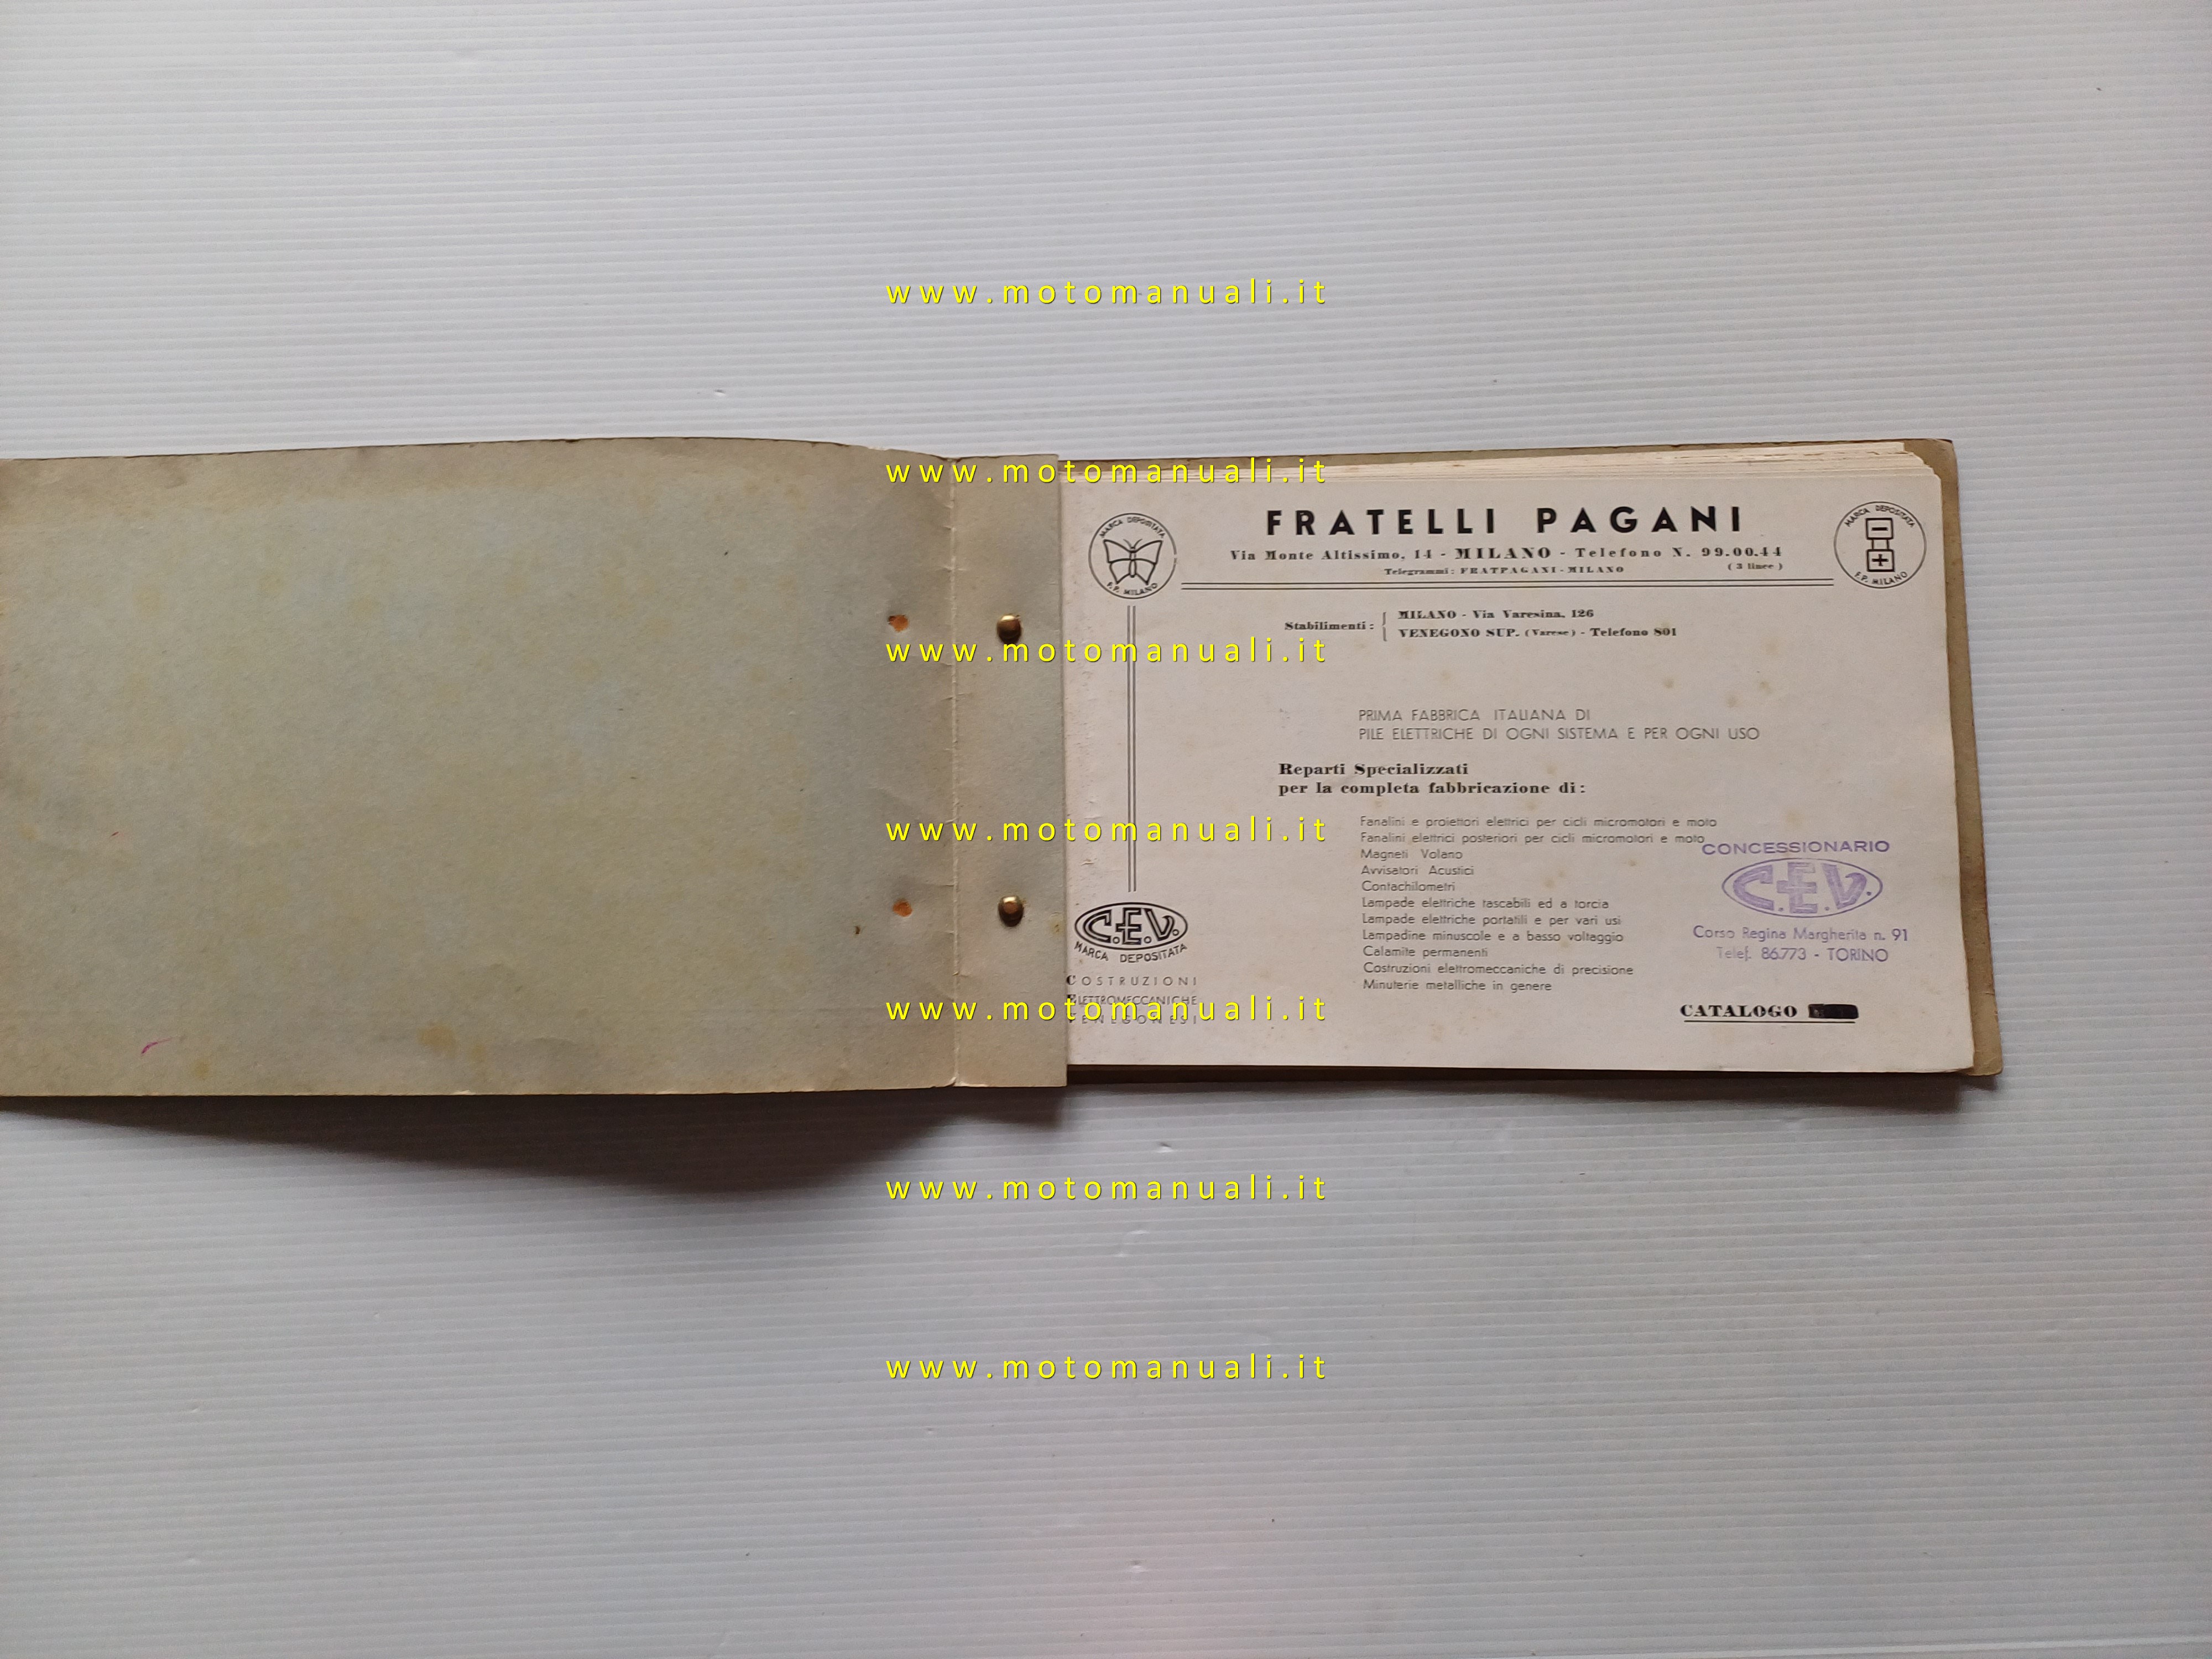 www.motomanuali.it
www.motomanuali.it
MARCA DEPOSITATA
F.P. MILANO
FRATELLI PAGANI
Via Monte Altissimo, 14 - MILANO - Telefono N. 99.00.44
Telegrammi: FRATPAGANI-MILANO
(3 linee)
MARCA DEPOSITATA
F.P. MILANO
Stabilimenti:
MILANO - Via Varesina, 126
VENEGONO SUP. (Varese) - Telefono 801
www.motomanuali.it
PRIMA FABBRICA ITALIANA DI
PILE ELETTRICHE DI OGNI SISTEMA E PER OGNI USO
Reparti Specializzati
per la completa fabbricazione di:
www.motomanuali.it
Fanalini e proiettori elettrici per cicli micromotori e moto
Fanalini elettrici posteriori per cicli micromotori e moto
Magneti Volano
Avvisatori Acustici
Contachilometri
Lampade elettriche tascabili ed a torcia
Lampade elettriche portatili e per vari usi
Lampadine minuscole e a basso voltaggio
Calamite permanenti
Costruzioni elettromeccaniche di precisione
Minuterie metalliche in genere
CONCESSIONARIO
C.E.V.
Corso Regina Margherita n. 91
Telef. 86.773 - TORINO
C.E.V.
MARCA DEPOSITATA
COSTRUZIONI
ELETTROMECCANICHE
VENEGONESI
www.motomanuali.it
CATALOGO
www.motomanuali.it
www.motomanuali.it